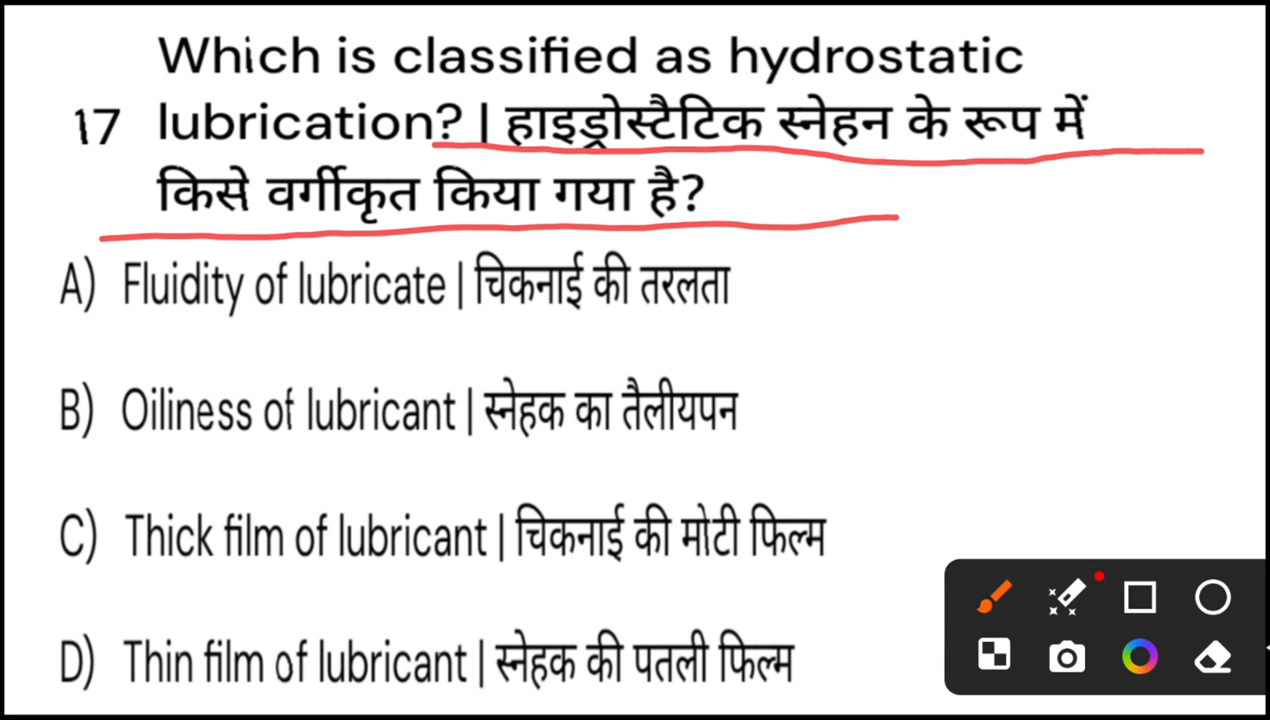 Which is classified as hydrostatic
17 lubrication? | हाइड्रोस्टैटिक स्नेहन के रूप में
किसे वर्गीकृत किया गया है?
A) Fluidity of lubricate | चिकनाई की तरलता
B) Oiliness of lubricant | स्नेहक का तैलीयपन
C) Thick film of lubricant | चिकनाई की मोटी फिल्म
D) Thin film of lubricant | स्नेहक की पतली फिल्म